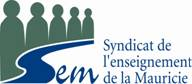 Sem
Syndicat de
l'enseignement
de la Mauricie